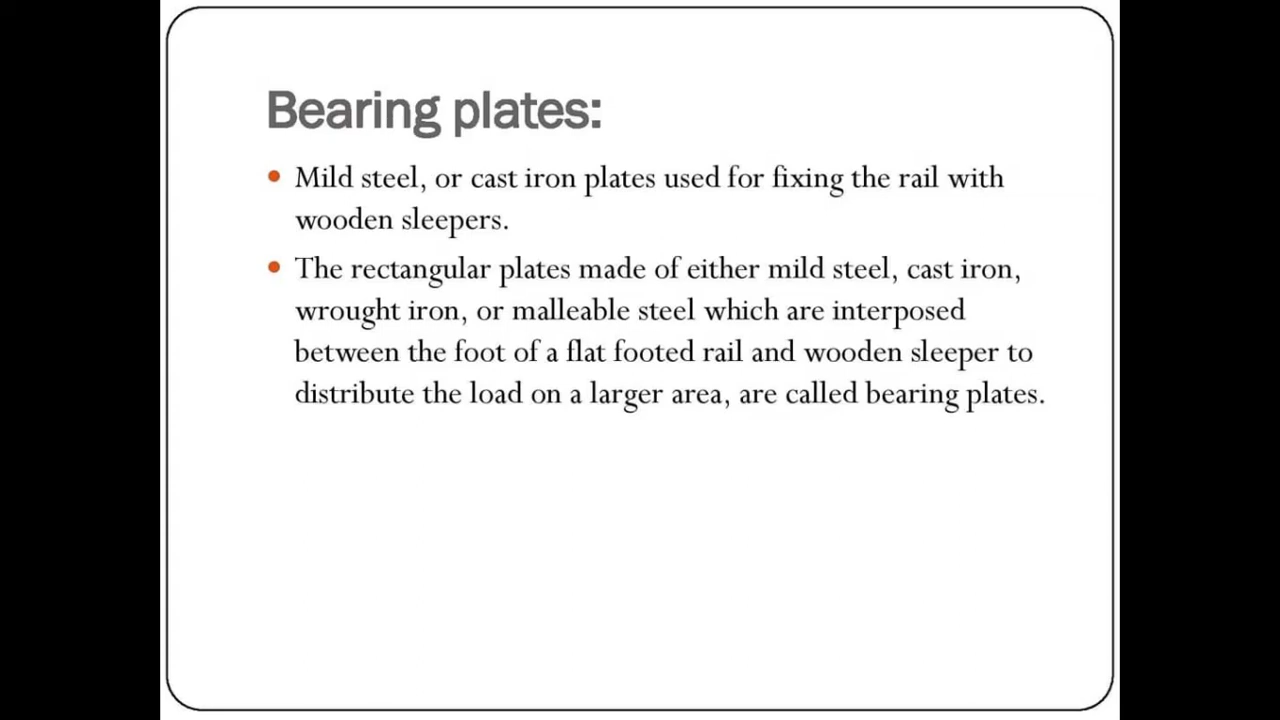 Bearing plates:
• Mild steel, or cast iron plates used for fixing the rail with
wooden sleepers.
• The rectangular plates made of either mild steel, cast iron,
wrought iron, or malleable steel which are interposed
between the foot of a flat footed rail and wooden sleeper to
distribute the load on a larger area, are called bearing plates.